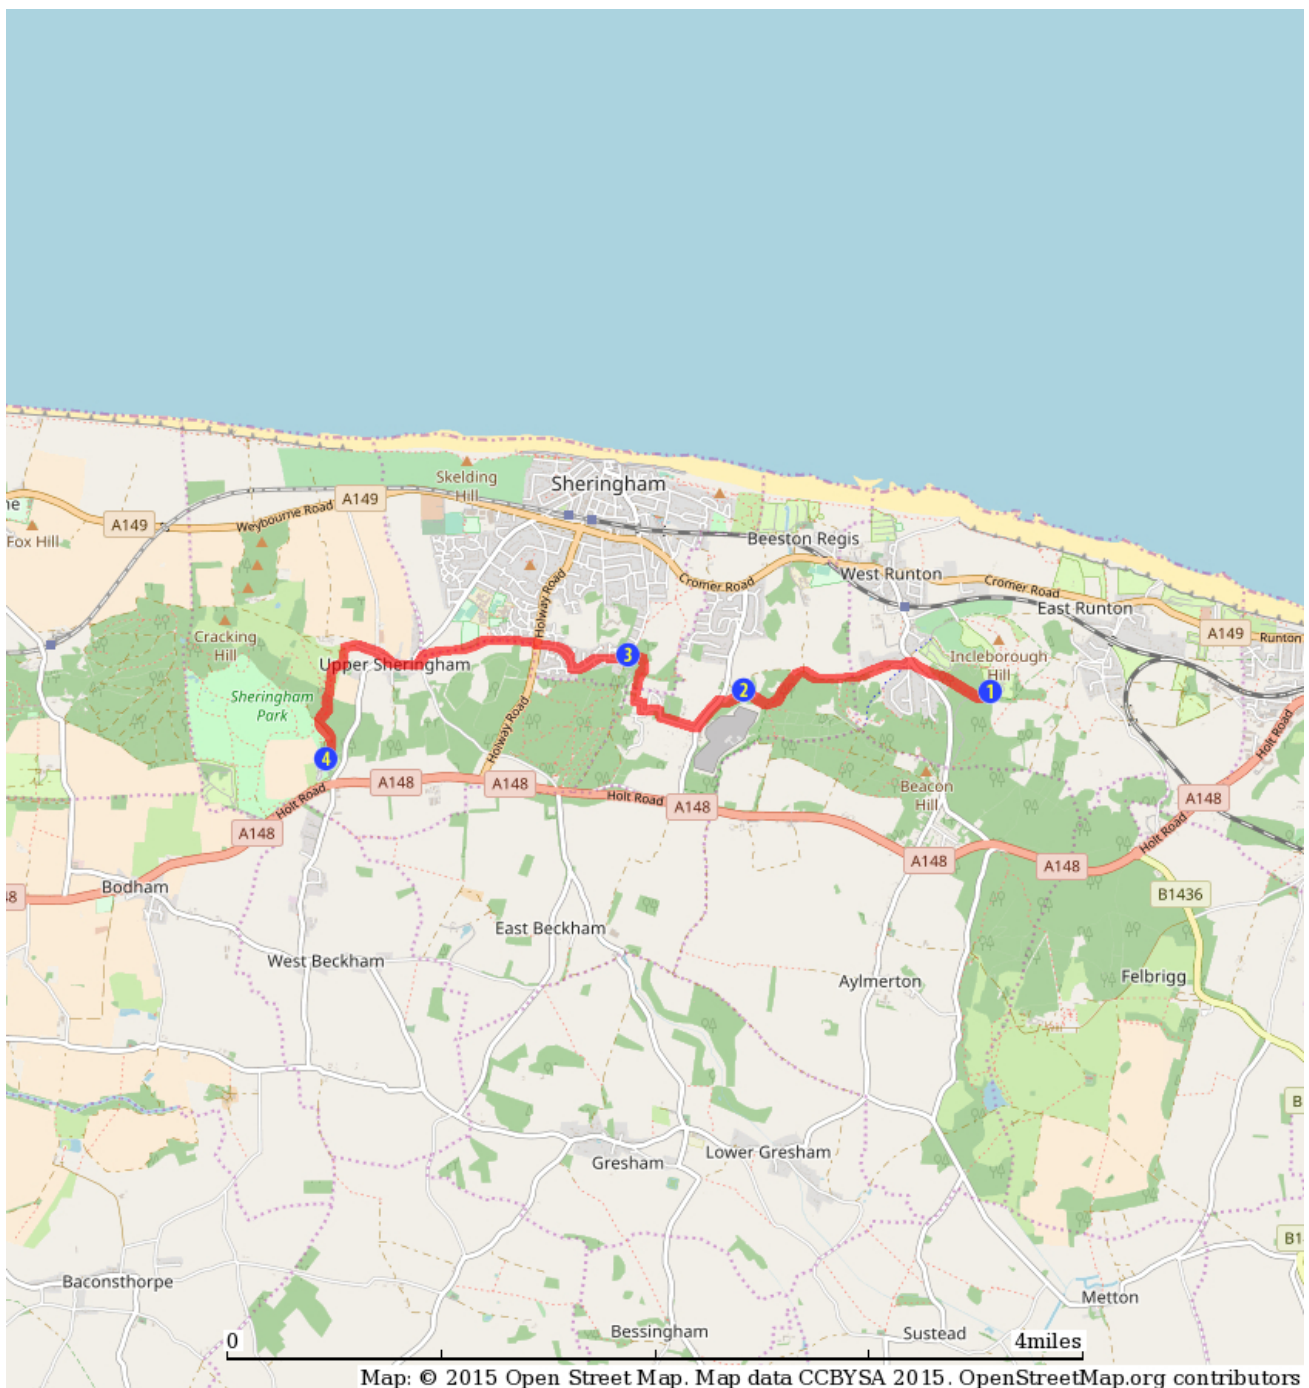 Skelding
Hill
Sheringham
A149
Weybourne Road
A149
Fox Hill
Beeston Regis
West Runton
Cromer Road
Cromer Road
East Runton
A149
Runton
Holway Road
Cracking
Hill
Upper Sheringham
3
Incleborough
Hill
1
2
Sheringham
Park
Holway Road
4
Holt Road
A148
A148
Holt Road
A148
Beacon
Hill
A148
Holt Road
Holt Road
A148
A148
A148
Bodham
B1436
East Beckham
West Beckham
Aylmerton
Felbrigg
Gresham
Lower Gresham
Baconsthorpe
Metton
Bessingham
Sustead
0
4miles
Map: © 2015 Open Street Map. Map data CCBYSA 2015. OpenStreetMap.org contributors